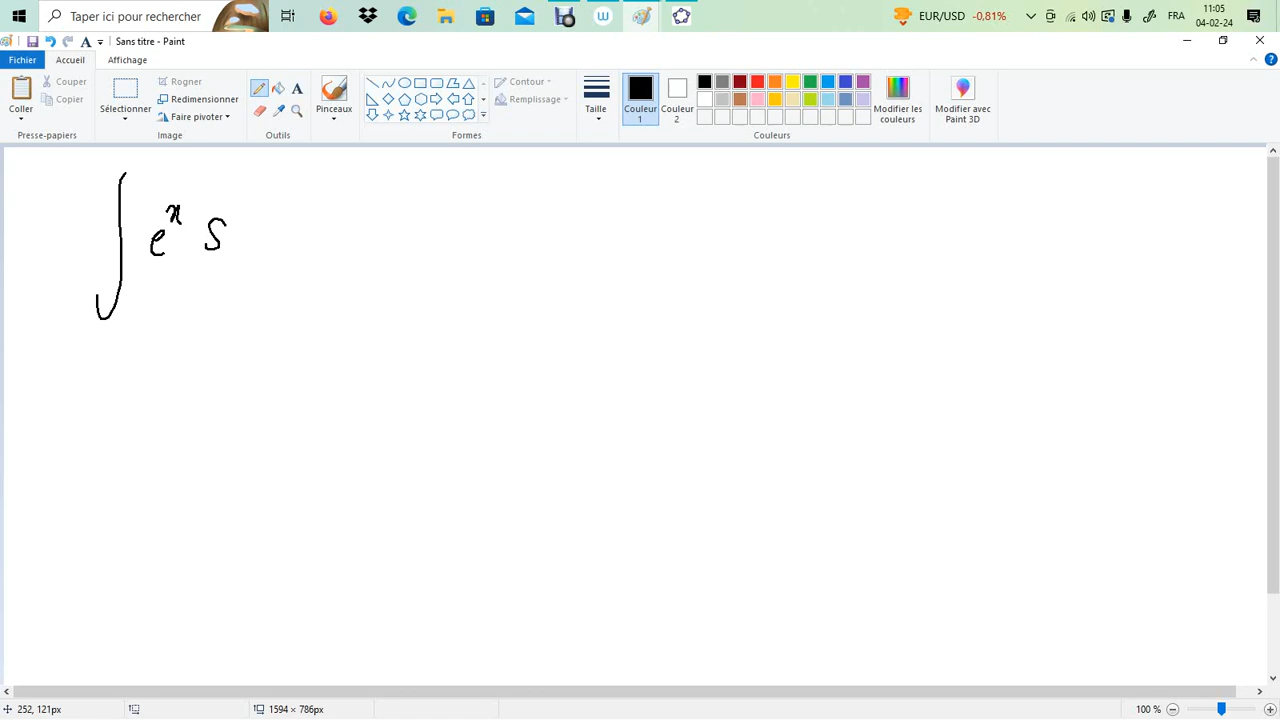 Taper ici pour rechercher EUR/USD -0,81% FRA 11:05 04-02-24
Sans titre - Paint
Fichier Accueil Affichage
Coller Couper Copier Presse-papiers
Sélectionner Rogner Redimensionner Faire pivoter Image
Outils
Pinceaux
Contour Remplissage Formes
Taille
Couleur 1 Couleur 2 Modifier les couleurs Couleurs
Modifier avec Paint 3D
∫ e^x S
252, 121px 1594 × 786px 100 %